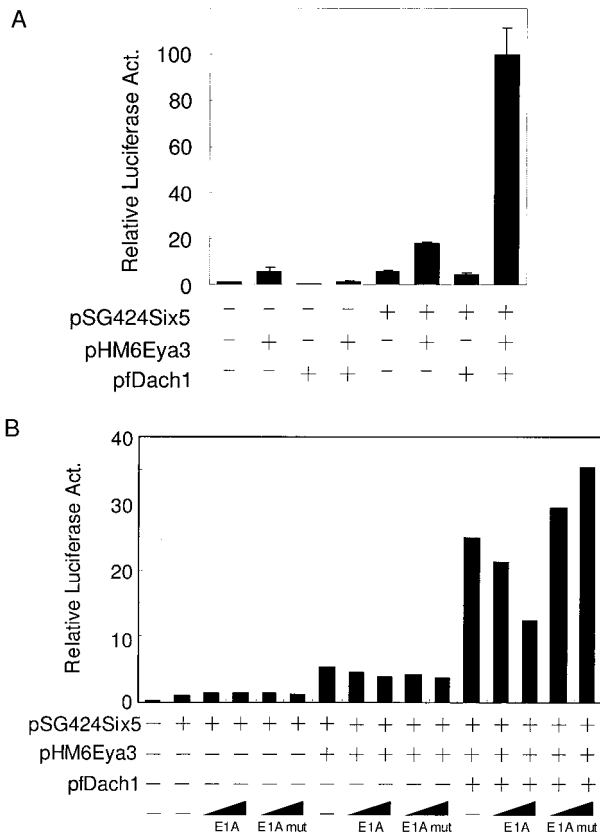 A
Relative Luciferase Act.
100
80
60
40
20
0
pSG424Six5 − − − − + + + +
pHM6Eya3 − + − + − + − +
pfDach1 − − + + − − + +
B
Relative Luciferase Act.
40
30
20
10
0
pSG424Six5 − + + + + + + + + + + + + + + +
pHM6Eya3 − − − − − − + + + + + + + + + +
pfDach1 − − − − − − − − − − − + + + + +
− − − −
E1A E1A mut E1A E1A mut E1A E1A mut